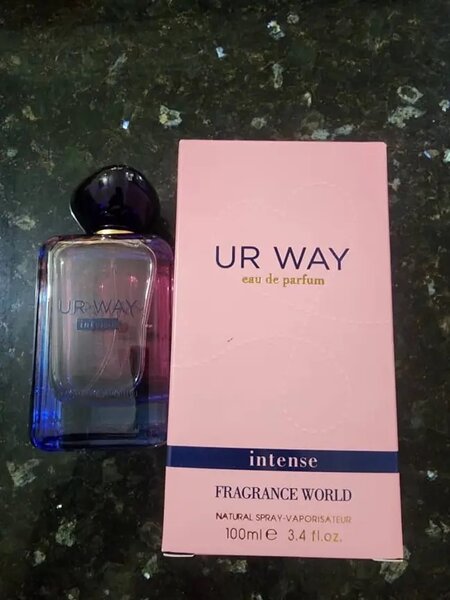 UR WAY
intense
UR WAY
eau de parfum
intense
FRAGRANCE WORLD
NATURAL SPRAY-VAPORISATEUR
100ml e 3.4 fl.oz.